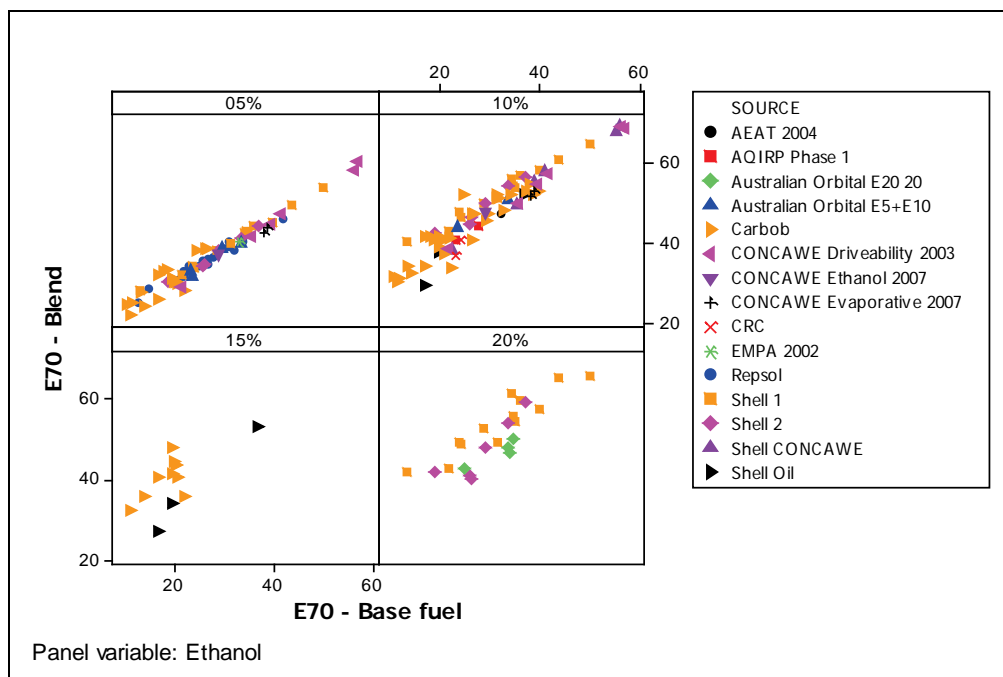 20 40 60
05% 10%
60
40
20
15% 20%
60
40
20
20 40 60
E70 - Blend
E70 - Base fuel
Panel variable: Ethanol
SOURCE
AEAT 2004
AQIRP Phase 1
Australian Orbital E20 20
Australian Orbital E5+E10
Carbob
CONCAWE Driveability 2003
CONCAWE Ethanol 2007
CONCAWE Evaporative 2007
CRC
EMPA 2002
Repsol
Shell 1
Shell 2
Shell CONCAWE
Shell Oil